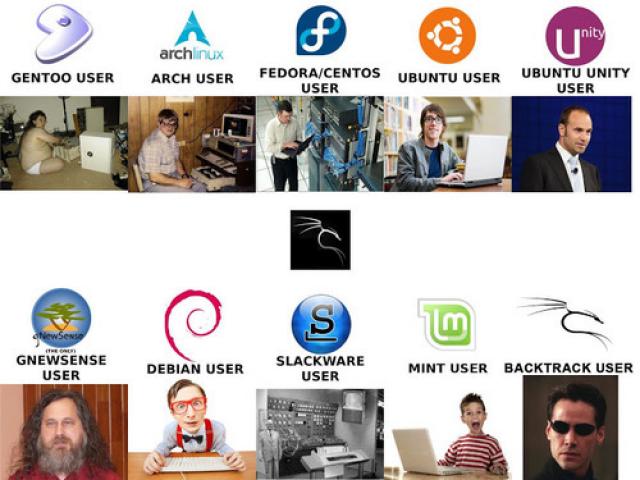 archlinux
unity
GENTOO USER
ARCH USER
FEDORA/CENTOS
USER
UBUNTU USER
UBUNTU UNITY
USER
gNewSense
(THE ONLY)
GNEWSENSE
USER
DEBIAN USER
S
SLACKWARE
USER
lm
MINT USER
BACKTRACK USER